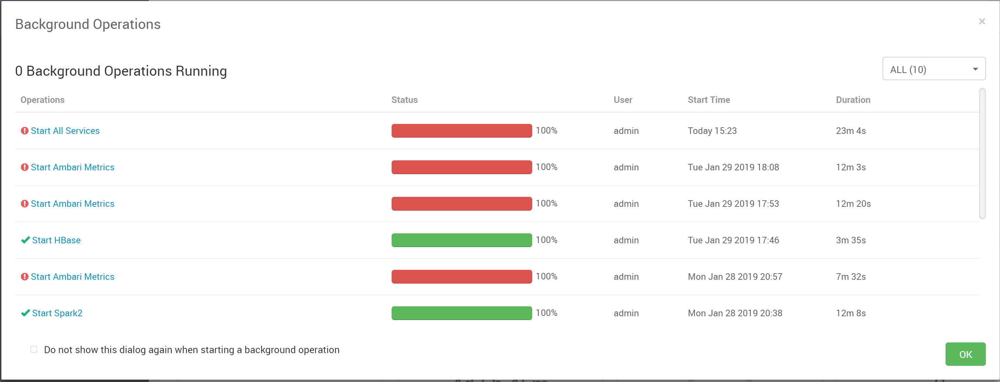 Background Operations
×
0 Background Operations Running
ALL (10)
Operations Status User Start Time Duration
Start All Services 100% admin Today 15:23 23m 4s
Start Ambari Metrics 100% admin Tue Jan 29 2019 18:08 12m 3s
Start Ambari Metrics 100% admin Tue Jan 29 2019 17:53 12m 20s
Start HBase 100% admin Tue Jan 29 2019 17:46 3m 35s
Start Ambari Metrics 100% admin Mon Jan 28 2019 20:57 7m 32s
Start Spark2 100% admin Mon Jan 28 2019 20:38 12m 8s
Do not show this dialog again when starting a background operation
OK